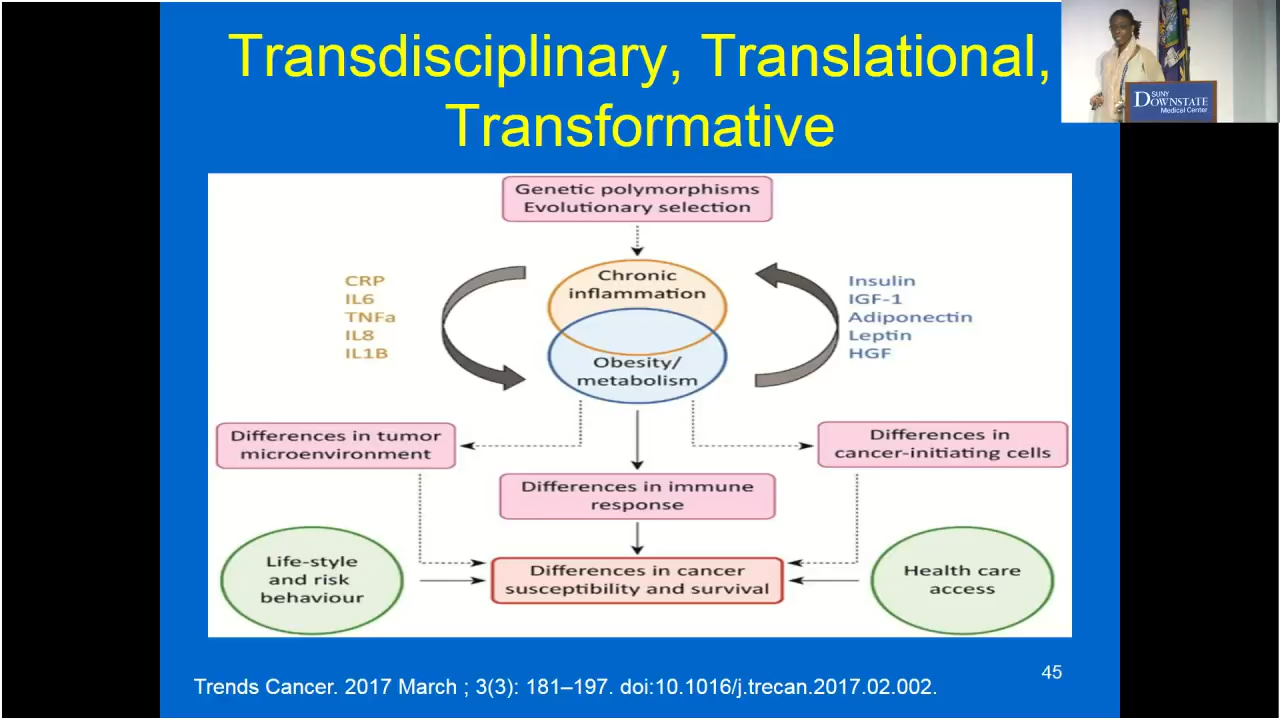 Transdisciplinary, Translational,
Transformative
SUNY
DOWNSTATE
Medical Center
Genetic polymorphisms
Evolutionary selection
CRP
IL6
TNFa
IL8
IL1B
Chronic
inflammation
Obesity/
metabolism
Insulin
IGF-1
Adiponectin
Leptin
HGF
Differences in tumor
microenvironment
Differences in
cancer-initiating cells
Differences in immune
response
Life-style
and risk
behaviour
Differences in cancer
susceptibility and survival
Health care
access
45
Trends Cancer. 2017 March ; 3(3): 181–197. doi:10.1016/j.trecan.2017.02.002.